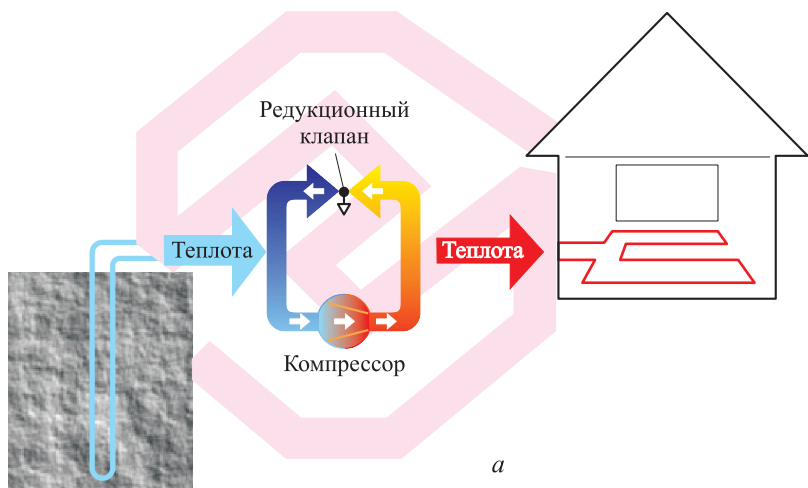 Редукционный
клапан
Теплота
Теплота
Компрессор
а